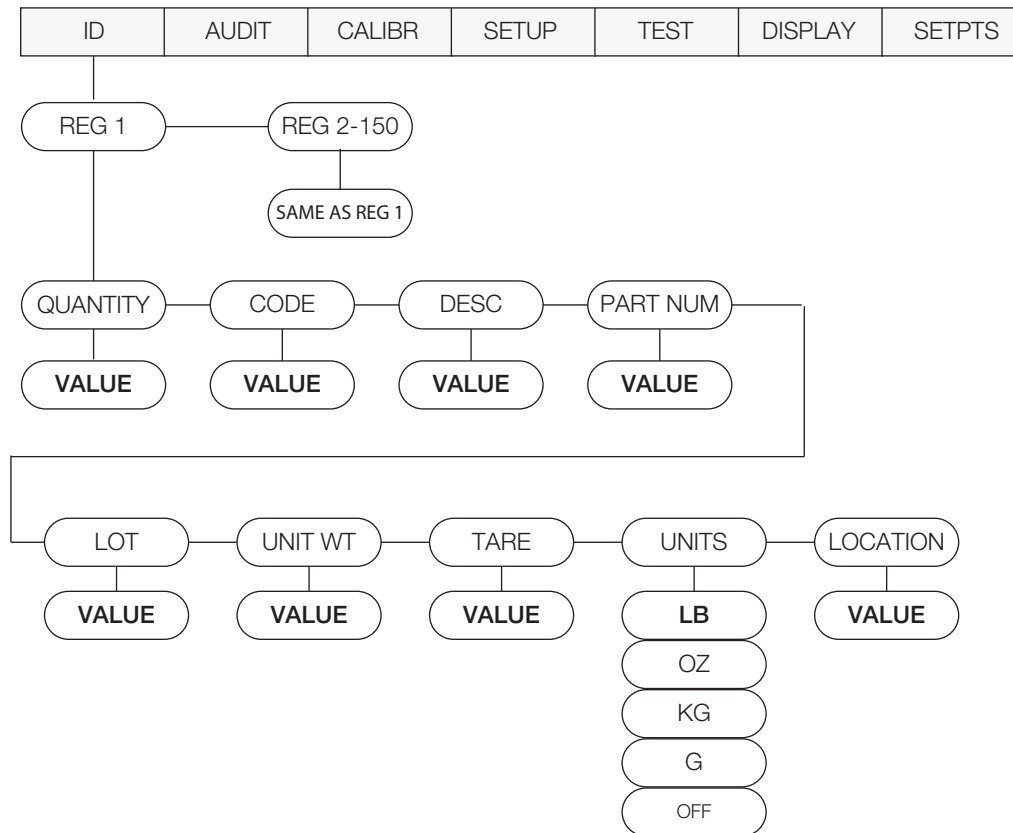 ID AUDIT CALIBR SETUP TEST DISPLAY SETPTS
REG 1 REG 2-150
SAME AS REG 1
QUANTITY CODE DESC PART NUM
VALUE VALUE VALUE VALUE
LOT UNIT WT TARE UNITS LOCATION
VALUE VALUE VALUE LB VALUE
OZ
KG
G
OFF